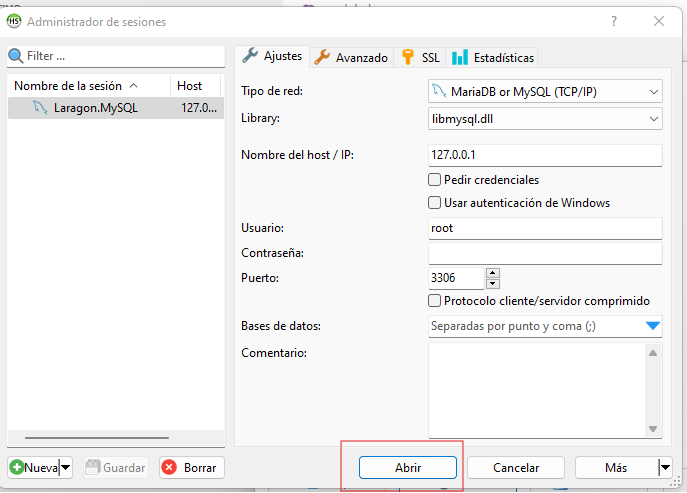 Administrador de sesiones
Filter ...
Nombre de la sesión Host
Laragon.MySQL 127.0...
Nueva Guardar Borrar
Ajustes Avanzado SSL Estadísticas
Tipo de red: MariaDB or MySQL (TCP/IP)
Library: libmysql.dll
Nombre del host / IP: 127.0.0.1
Pedir credenciales
Usar autenticación de Windows
Usuario: root
Contraseña:
Puerto: 3306
Protocolo cliente/servidor comprimido
Bases de datos: Separadas por punto y coma (;)
Comentario:
Abrir Cancelar Más